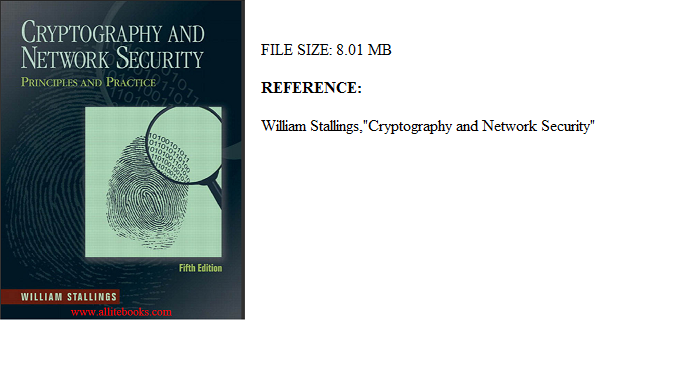 CRYPTOGRAPHY AND
NETWORK SECURITY
PRINCIPLES AND PRACTICE
Fifth Edition
WILLIAM STALLINGS
www.allitebooks.com
FILE SIZE: 8.01 MB
REFERENCE:
William Stallings,"Cryptography and Network Security"